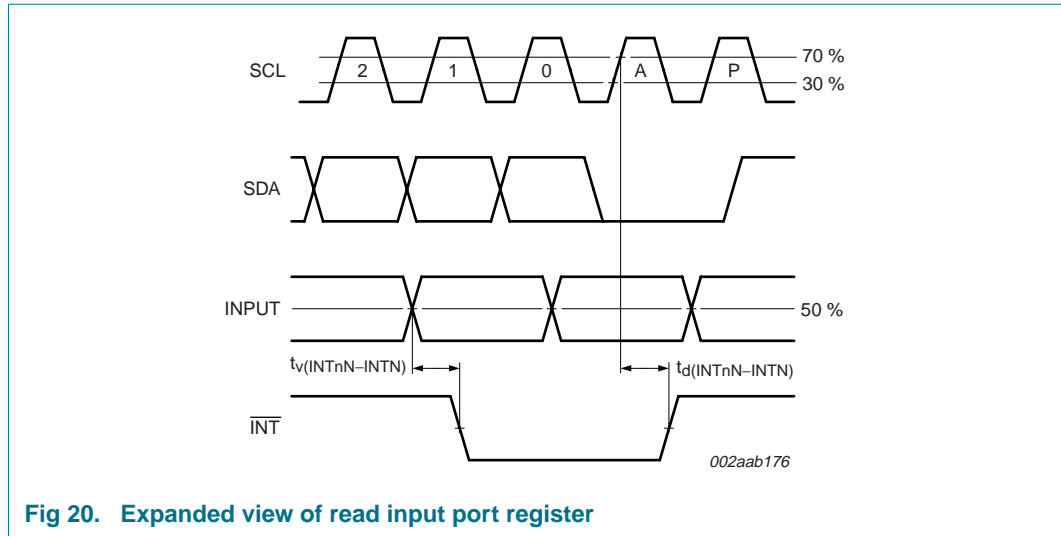 SCL 2 1 0 A P 70 %
30 %
SDA
INPUT 50 %
tv(INTnN–INTN) td(INTnN–INTN)
INT
002aab176
Fig 20. Expanded view of read input port register